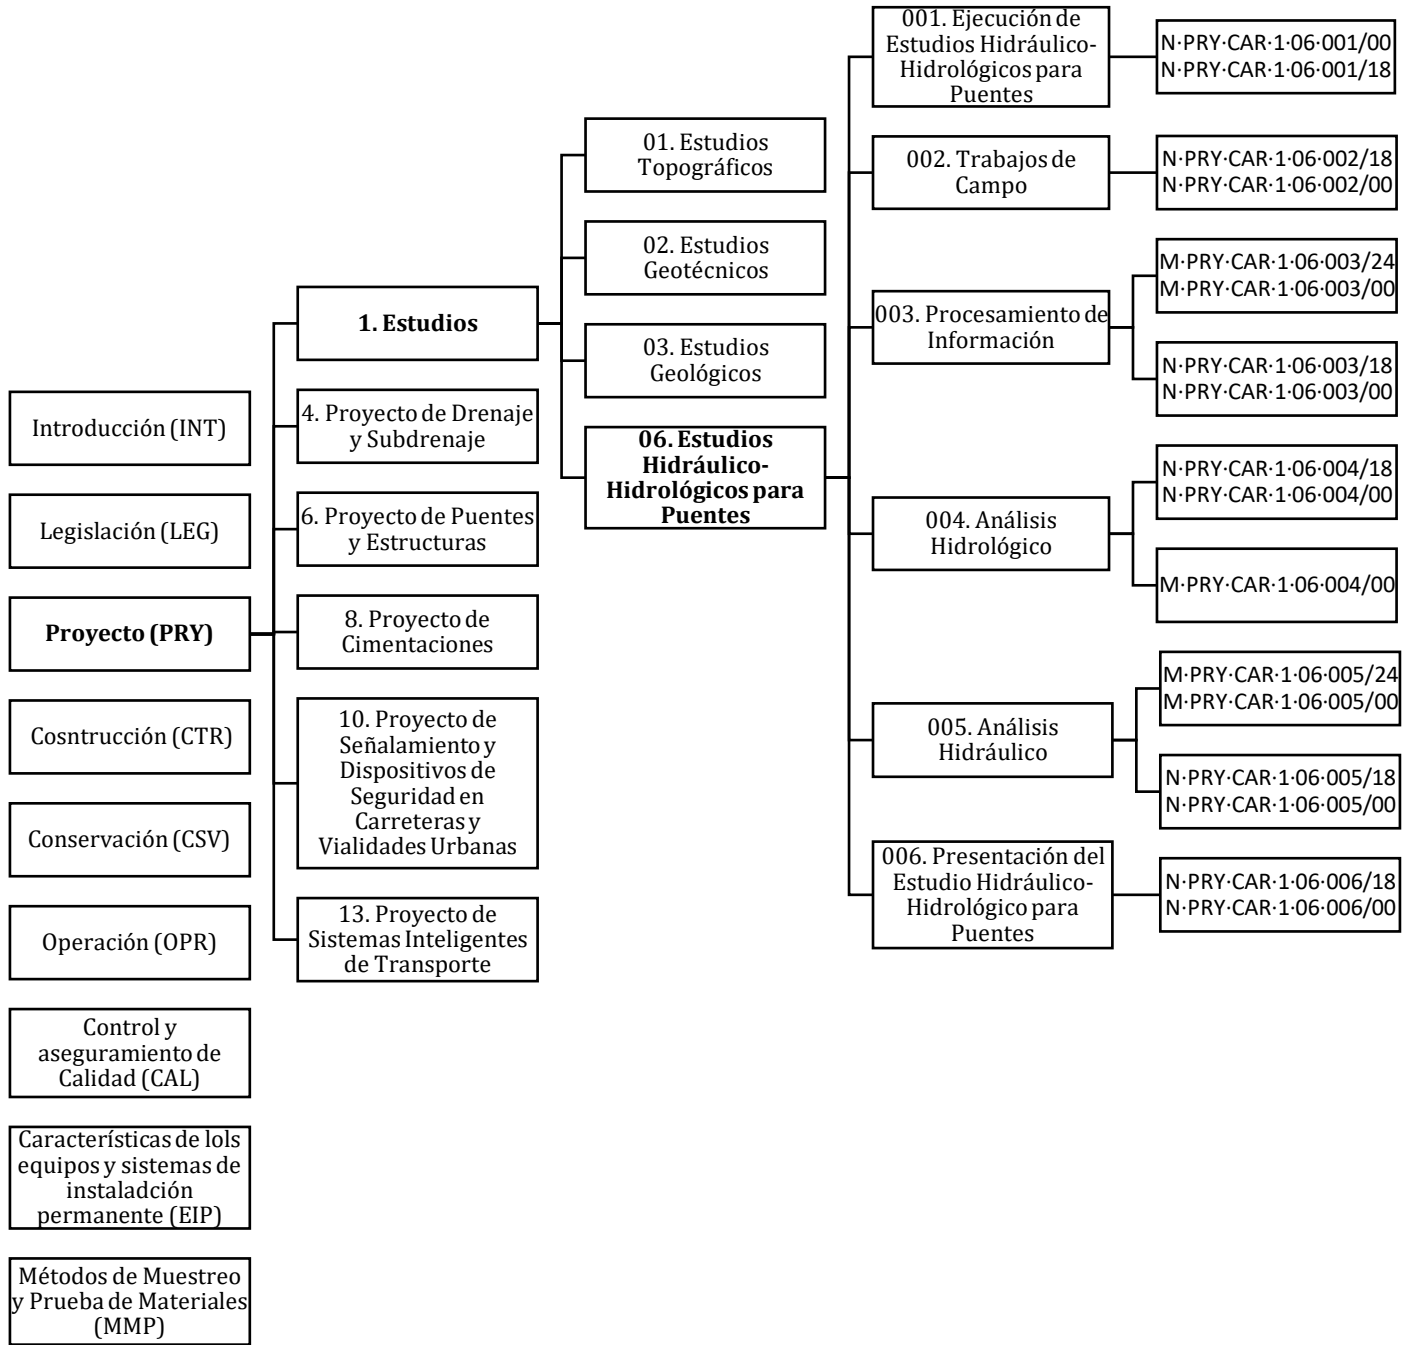 Introducción (INT)
Legislación (LEG)
Proyecto (PRY)
Cosntrucción (CTR)
Conservación (CSV)
Operación (OPR)
Control y
aseguramiento de
Calidad (CAL)
Características de lols
equipos y sistemas de
instaladción
permanente (EIP)
Métodos de Muestreo
y Prueba de Materiales
(MMP)
1. Estudios
4. Proyecto de Drenaje
y Subdrenaje
6. Proyecto de Puentes
y Estructuras
8. Proyecto de
Cimentaciones
10. Proyecto de
Señalamiento y
Dispositivos de
Seguridad en
Carreteras y
Vialidades Urbanas
13. Proyecto de
Sistemas Inteligentes
de Transporte
01. Estudios
Topográficos
02. Estudios
Geotécnicos
03. Estudios
Geológicos
06. Estudios
Hidráulico-
Hidrológicos para
Puentes
001. Ejecución de
Estudios Hidráulico-
Hidrológicos para
Puentes
N·PRY·CAR·1·06·001/00
N·PRY·CAR·1·06·001/18
002. Trabajos de
Campo
N·PRY·CAR·1·06·002/18
N·PRY·CAR·1·06·002/00
003. Procesamiento de
Información
M·PRY·CAR·1·06·003/24
M·PRY·CAR·1·06·003/00
N·PRY·CAR·1·06·003/18
N·PRY·CAR·1·06·003/00
004. Análisis
Hidrológico
N·PRY·CAR·1·06·004/18
N·PRY·CAR·1·06·004/00
M·PRY·CAR·1·06·004/00
005. Análisis
Hidráulico
M·PRY·CAR·1·06·005/24
M·PRY·CAR·1·06·005/00
N·PRY·CAR·1·06·005/18
N·PRY·CAR·1·06·005/00
006. Presentación del
Estudio Hidráulico-
Hidrológico para
Puentes
N·PRY·CAR·1·06·006/18
N·PRY·CAR·1·06·006/00